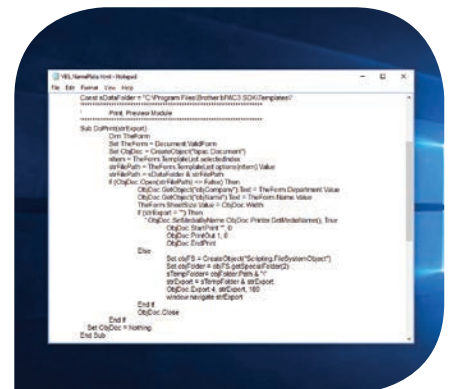 VBS_NamePlate.html - Notepad
File Edit Format View Help
Const sDataFolder = "C:\Program Files\Brother bPAC3 SDK\Templates\"
' Print, Preview Module
Sub DoPrint(strExport)
Dim TheForm
Set TheForm = Document.ValidForm
Set ObjDoc = CreateObject("bpac.Document")
nItem = TheForm.TemplateList.selectedIndex
strFilePath = TheForm.TemplateList.options(nItem).Value
strFilePath = sDataFolder & strFilePath
if (ObjDoc.Open(strFilePath) <> False) Then
ObjDoc.GetObject("objCompany").Text = TheForm.Department.Value
ObjDoc.GetObject("objName").Text = TheForm.Name.Value
TheForm.SheetSize.Value = ObjDoc.Width
If (strExport = "") Then
' ObjDoc.SetMediaByName ObjDoc.Printer.GetMediaName(), True
ObjDoc.StartPrint "", 0
ObjDoc.PrintOut 1, 0
ObjDoc.EndPrint
Else
Set objFS = CreateObject("Scripting.FileSystemObject")
Set objFolder = objFS.getSpecialFolder(2)
sTempFolder = objFolder.Path & "\"
strExport = sTempFolder & strExport
ObjDoc.Export 4, strExport, 180
window.navigate strExport
End If
ObjDoc.Close
End If
Set ObjDoc = Nothing
End Sub